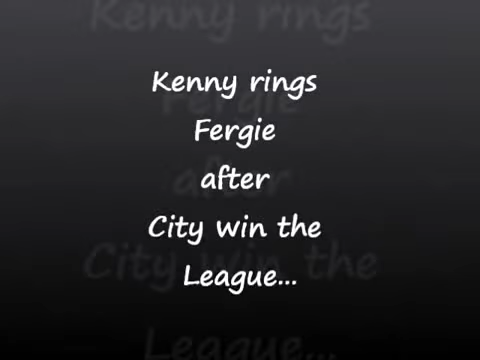 Kenny rings
Fergie
after
City win the
League...